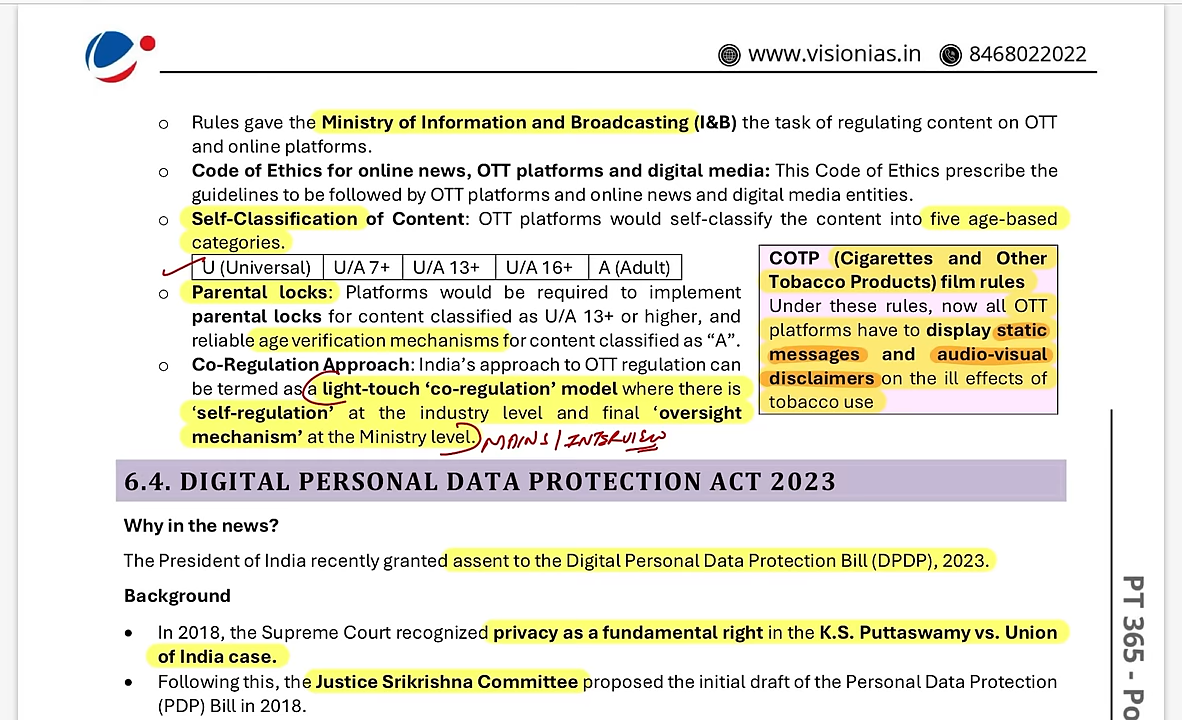 www.visionias.in 8468022022
o Rules gave the Ministry of Information and Broadcasting (I&B) the task of regulating content on OTT
and online platforms.
o Code of Ethics for online news, OTT platforms and digital media: This Code of Ethics prescribe the
guidelines to be followed by OTT platforms and online news and digital media entities.
o Self-Classification of Content: OTT platforms would self-classify the content into five age-based
categories.
U (Universal) U/A 7+ U/A 13+ U/A 16+ A (Adult)
o Parental locks: Platforms would be required to implement
parental locks for content classified as U/A 13+ or higher, and
reliable age verification mechanisms for content classified as “A”.
o Co-Regulation Approach: India’s approach to OTT regulation can
be termed as a light-touch ‘co-regulation’ model where there is
‘self-regulation’ at the industry level and final ‘oversight
mechanism’ at the Ministry level. MAINS / INTERVIEW
COTP (Cigarettes and Other
Tobacco Products) film rules
Under these rules, now all OTT
platforms have to display static
messages and audio-visual
disclaimers on the ill effects of
tobacco use
6.4. DIGITAL PERSONAL DATA PROTECTION ACT 2023
Why in the news?
The President of India recently granted assent to the Digital Personal Data Protection Bill (DPDP), 2023.
Background
• In 2018, the Supreme Court recognized privacy as a fundamental right in the K.S. Puttaswamy vs. Union
of India case.
• Following this, the Justice Srikrishna Committee proposed the initial draft of the Personal Data Protection
(PDP) Bill in 2018.
PT 365 - Po